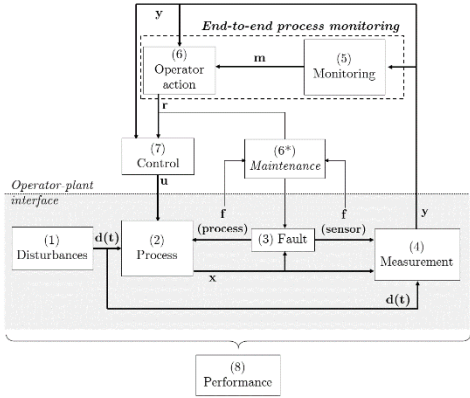 y
End-to-end process monitoring
(6)
Operator
action
m
(5)
Monitoring
r
(7)
Control
(6*)
Maintenance
u
Operator-plant
interface
f
(process)
f
(sensor)
y
(1)
Disturbances
d(t)
(2)
Process
(3) Fault
(4)
Measurement
x
d(t)
(8)
Performance